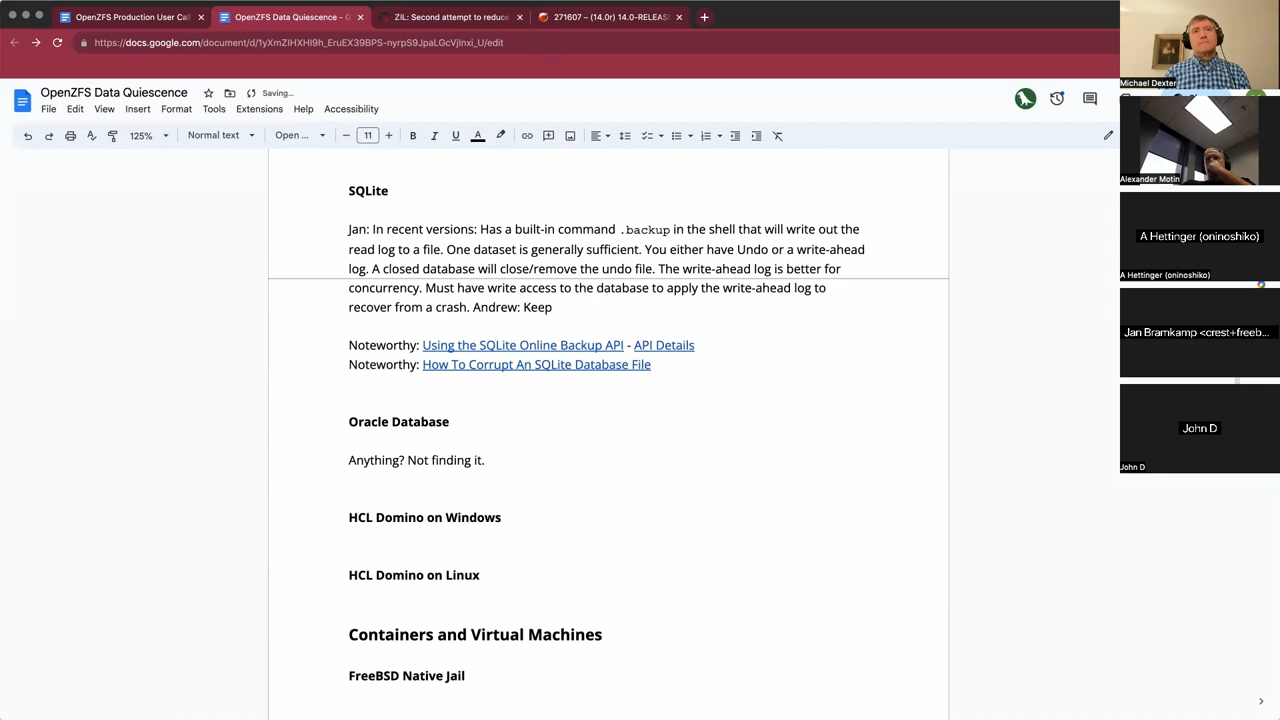 OpenZFS Production User Cal
OpenZFS Data Quiescence - G
ZIL: Second attempt to reduce
271607 – (14.0r) 14.0-RELEAS
https://docs.google.com/document/d/1yXmZIHXHI9h_EruEX39BPS-nyrpS9JpaLGcVjlnxi_U/edit
OpenZFS Data Quiescence
Saving...
File Edit View Insert Format Tools Extensions Help Accessibility
125%
Normal text
Open ...
11
B I U A
SQLite
Jan: In recent versions: Has a built-in command .backup in the shell that will write out the
read log to a file. One dataset is generally sufficient. You either have Undo or a write-ahead
log. A closed database will close/remove the undo file. The write-ahead log is better for
concurrency. Must have write access to the database to apply the write-ahead log to
recover from a crash. Andrew: Keep
Noteworthy: Using the SQLite Online Backup API - API Details
Noteworthy: How To Corrupt An SQLite Database File
Oracle Database
Anything? Not finding it.
HCL Domino on Windows
HCL Domino on Linux
Containers and Virtual Machines
FreeBSD Native Jail
Michael Dexter
Alexander Motin
A Hettinger (oninoshiko)
A Hettinger (oninoshiko)
Jan Bramkamp <crest+freeb...
John D
John D